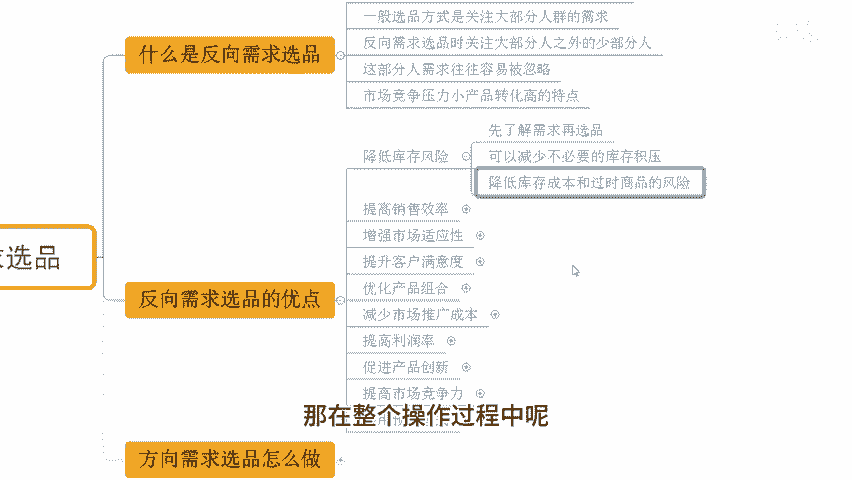 什么是反向需求选品
一般选品方式是关注大部分人群的需求
反向需求选品时关注大部分人之外的少部分人
这部分人需求往往容易被忽略
市场竞争压力小产品转化高的特点
选品
反向需求选品的优点
降低库存风险
先了解需求再选品
可以减少不必要的库存积压
降低库存成本和过时商品的风险
提高销售效率
增强市场适应性
提升客户满意度
优化产品组合
减少市场推广成本
提高利润率
促进产品创新
提高市场竞争力
方向需求选品怎么做
那在整个操作过程中呢